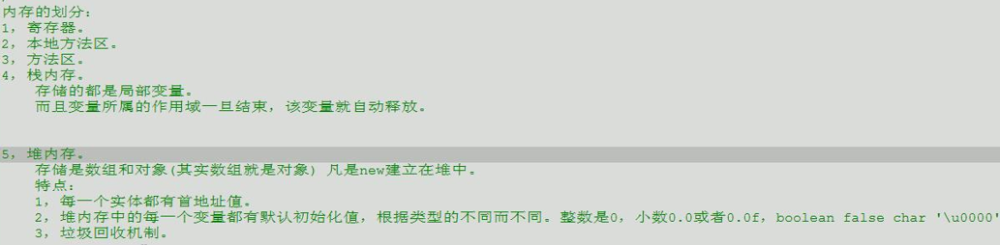 内存的划分：
1，寄存器。
2，本地方法区。
3，方法区。
4，栈内存。
存储的都是局部变量。
而且变量所属的作用域一旦结束，该变量就自动释放。
5，堆内存。
存储是数组和对象(其实数组就是对象) 凡是new建立在堆中。
特点：
1，每一个实体都有首地址值。
2，堆内存中的每一个变量都有默认初始化值，根据类型的不同而不同。整数是0，小数0.0或者0.0f，boolean false char '\u0000'
3，垃圾回收机制。